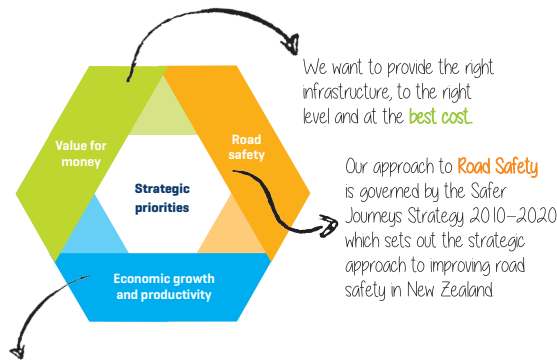 We want to provide the right
infrastructure, to the right
level and at the best cost.
Value for
money
Road
safety
Strategic
priorities
Our approach to Road Safety
is governed by the Safer
Journeys Strategy 2010–2020
which sets out the strategic
approach to improving road
safety in New Zealand.
Economic growth
and productivity